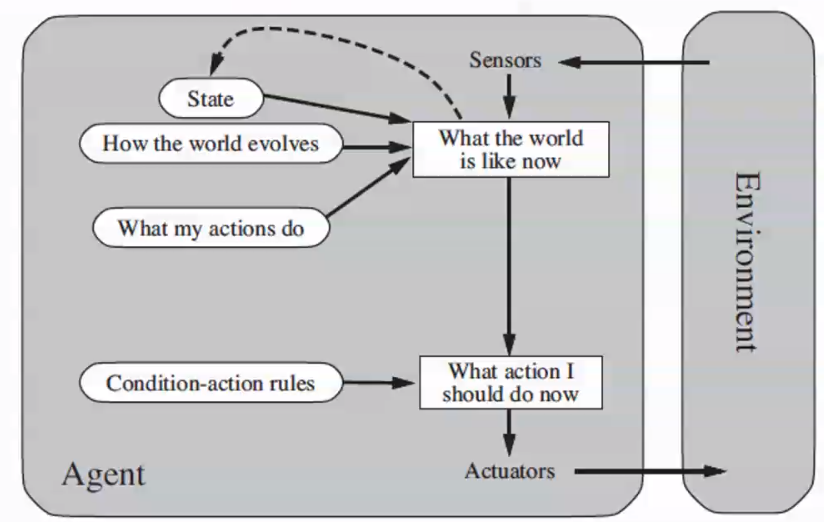 Sensors
State
What the world
is like now
How the world evolves
What my actions do
Environment
What action I
should do now
Condition-action rules
Agent
Actuators